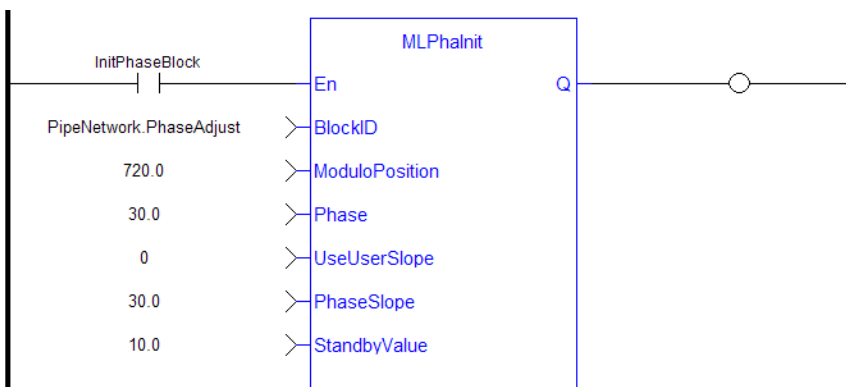 MLPhaInit
InitPhaseBlock
En Q
PipeNetwork.PhaseAdjust BlockID
720.0 ModuloPosition
30.0 Phase
0 UseUserSlope
30.0 PhaseSlope
10.0 StandbyValue